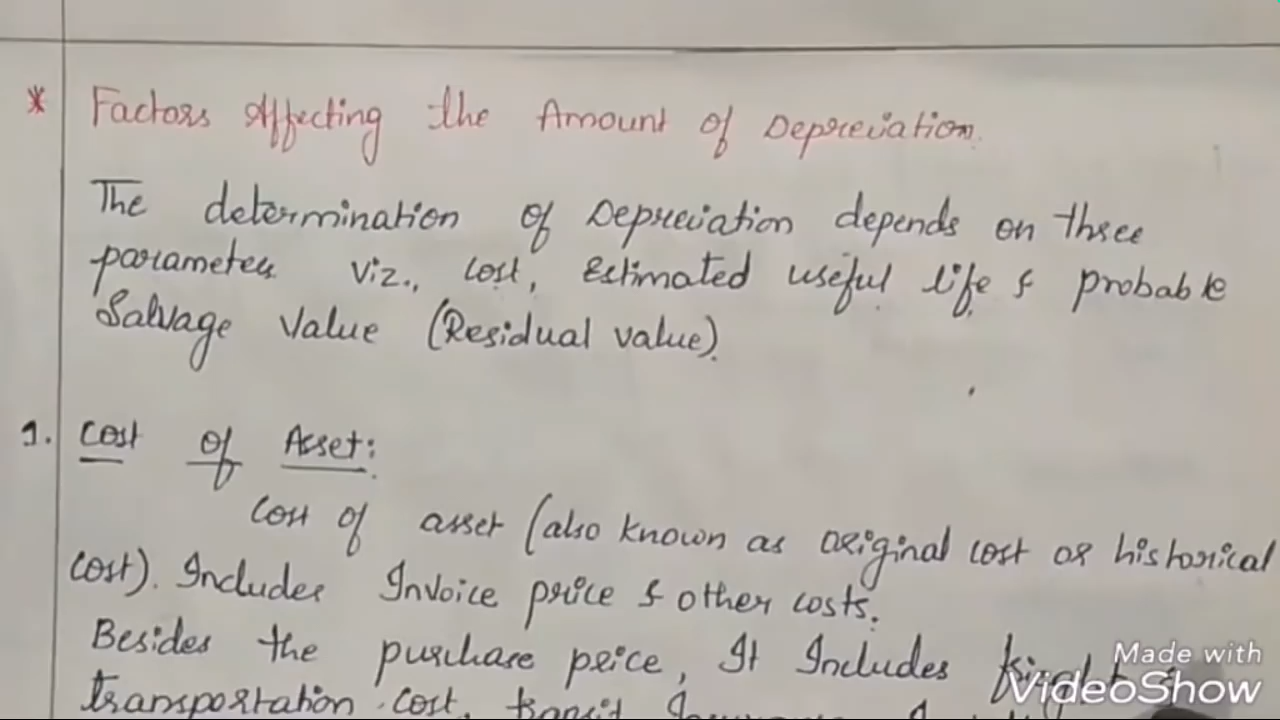 * Factors Affecting the Amount of Depreciation.
The determination of Depreciation depends on three
parameters viz., cost, Estimated useful life & probable
Salvage Value (Residual value).
1. Cost of Asset:
Cost of asset (also known as original cost or historical
cost). Includes Invoice price & other costs.
Besides the purchase price, It Includes
transportation cost, transit
Made with
VideoShow